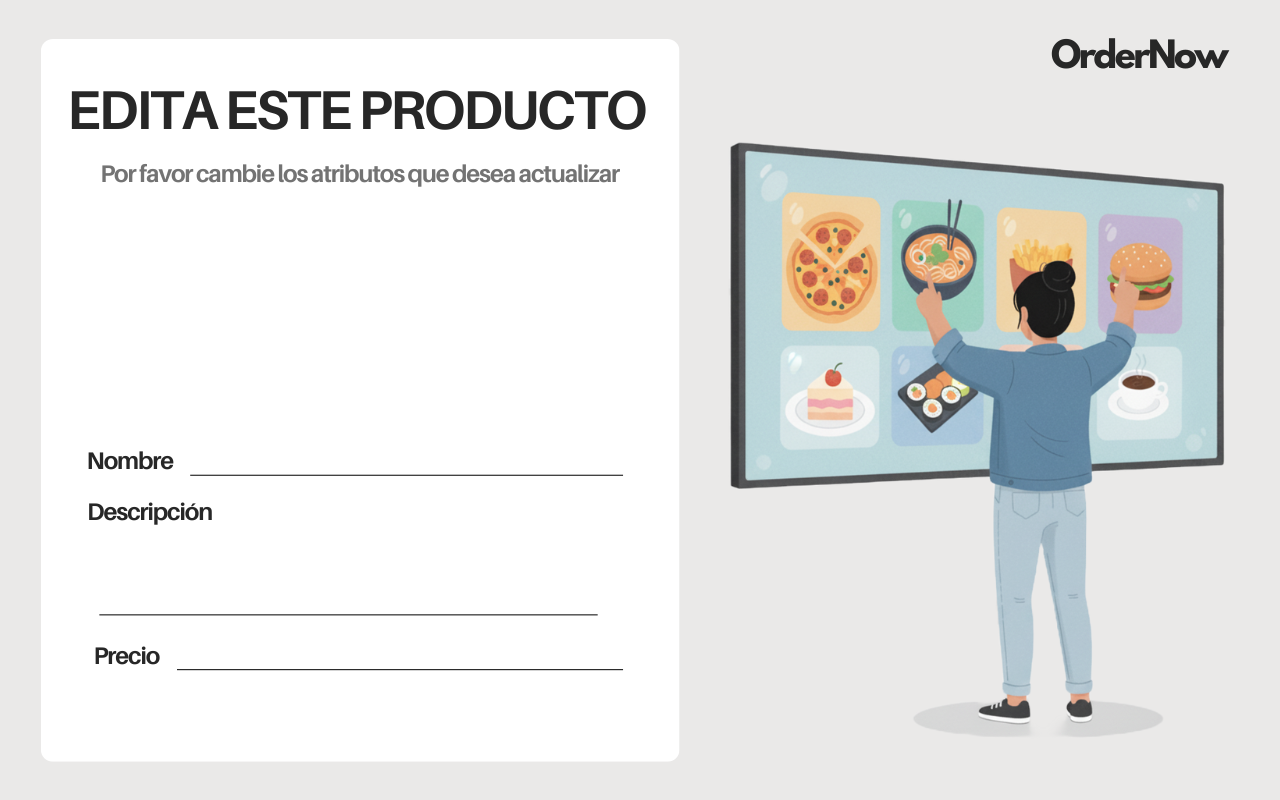 OrderNow
EDITA ESTE PRODUCTO
Por favor cambie los atributos que desea actualizar
Nombre
Descripción
Precio